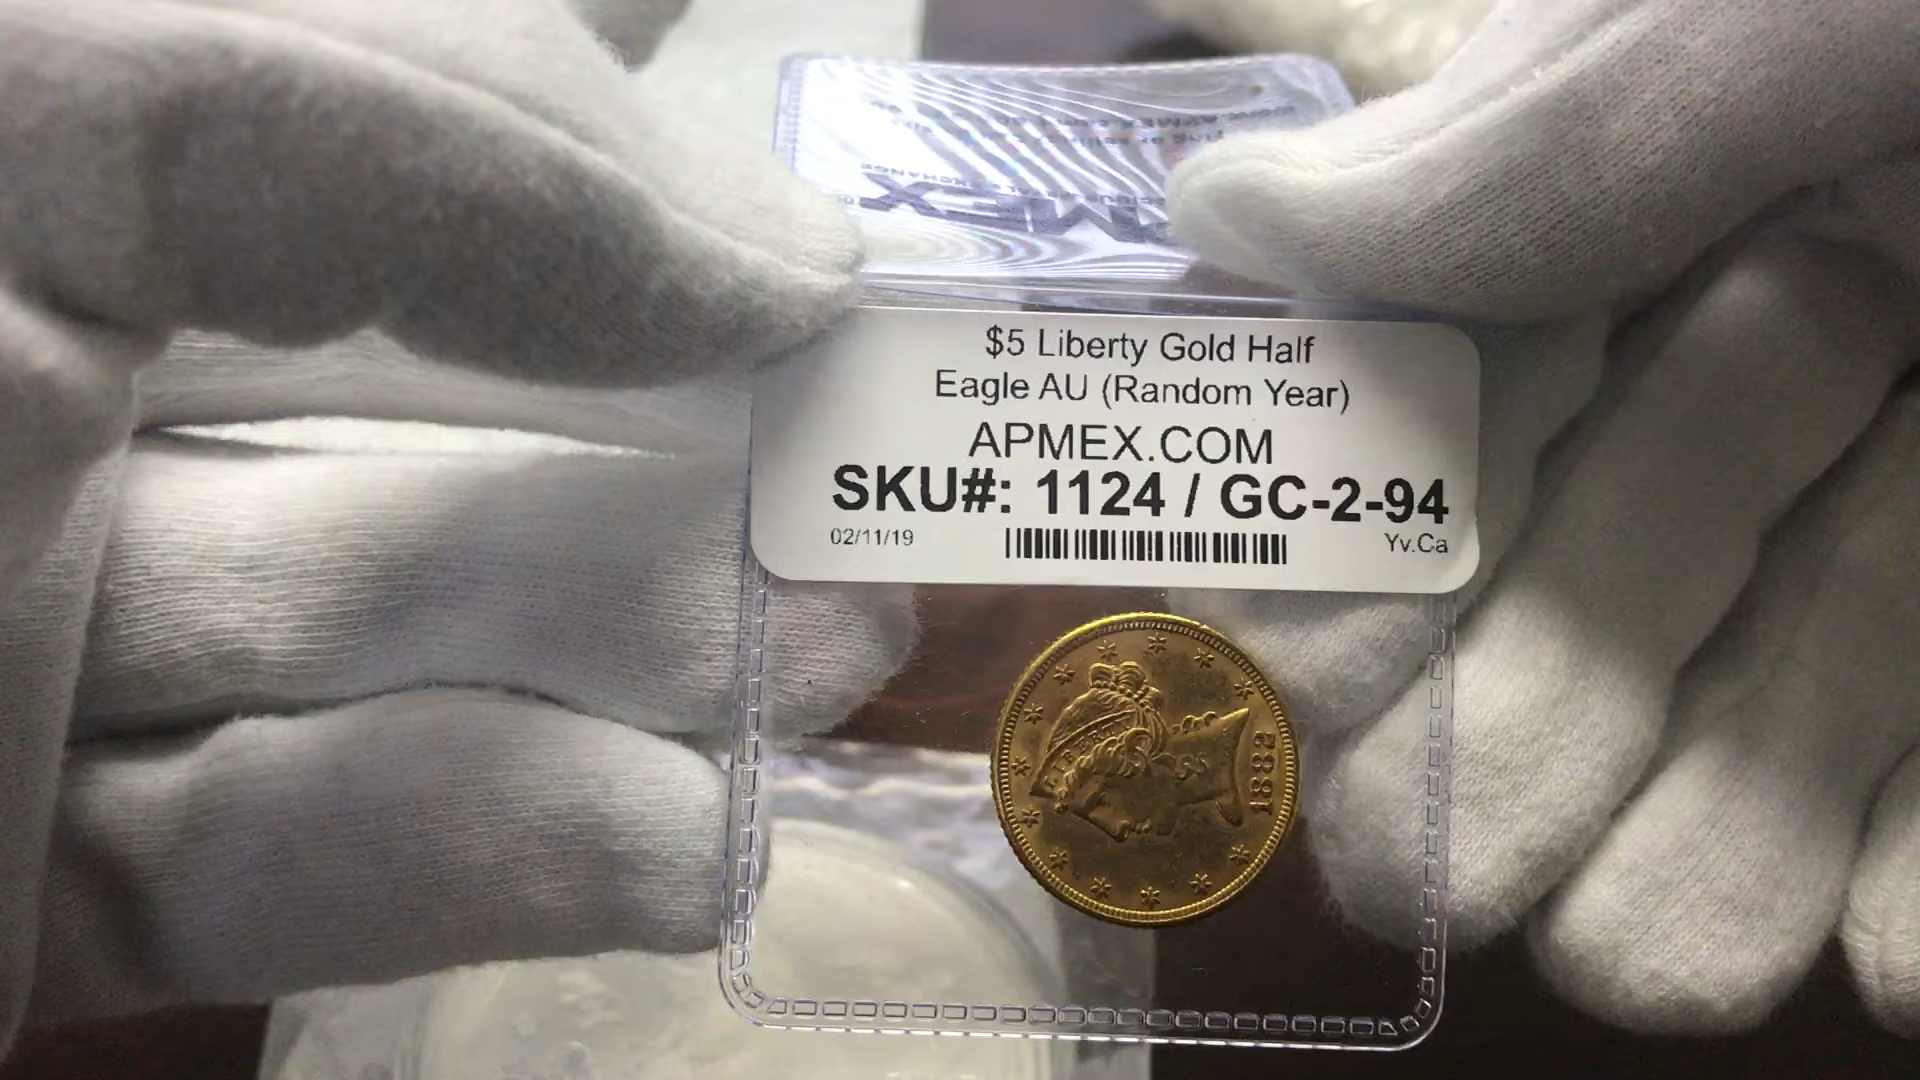 MEX
$5 Liberty Gold Half
Eagle AU (Random Year)
APMEX.COM
SKU#: 1124 / GC-2-94
02/11/19
Yv.Ca
LIBERTY
1882